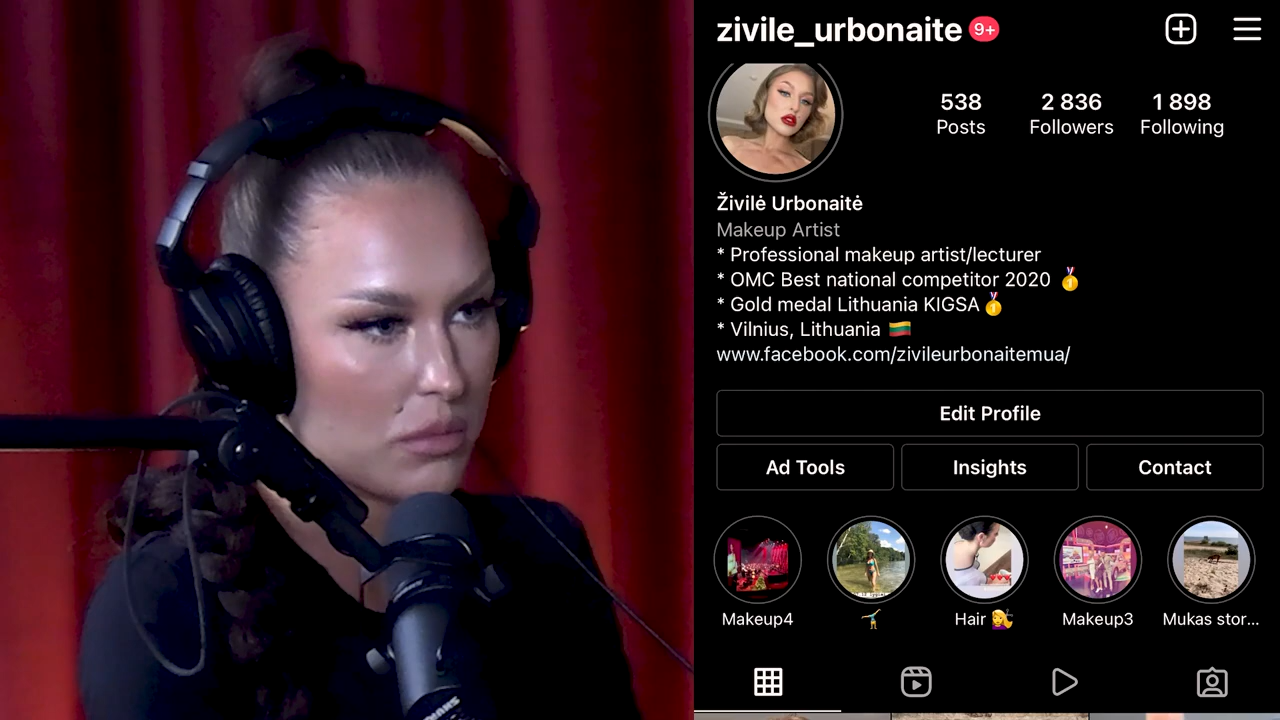 zivile_urbonaite 9+
538 2 836 1 898
Posts Followers Following
Živilė Urbonaitė
Makeup Artist
* Professional makeup artist/lecturer
* OMC Best national competitor 2020 🥇
* Gold medal Lithuania KIGSA🥇
* Vilnius, Lithuania 🇱🇹
www.facebook.com/zivileurbonaitemua/
Edit Profile
Ad Tools Insights Contact
Makeup4 🤸‍♀️ Hair 💇‍♀️ Makeup3 Mukas stor...